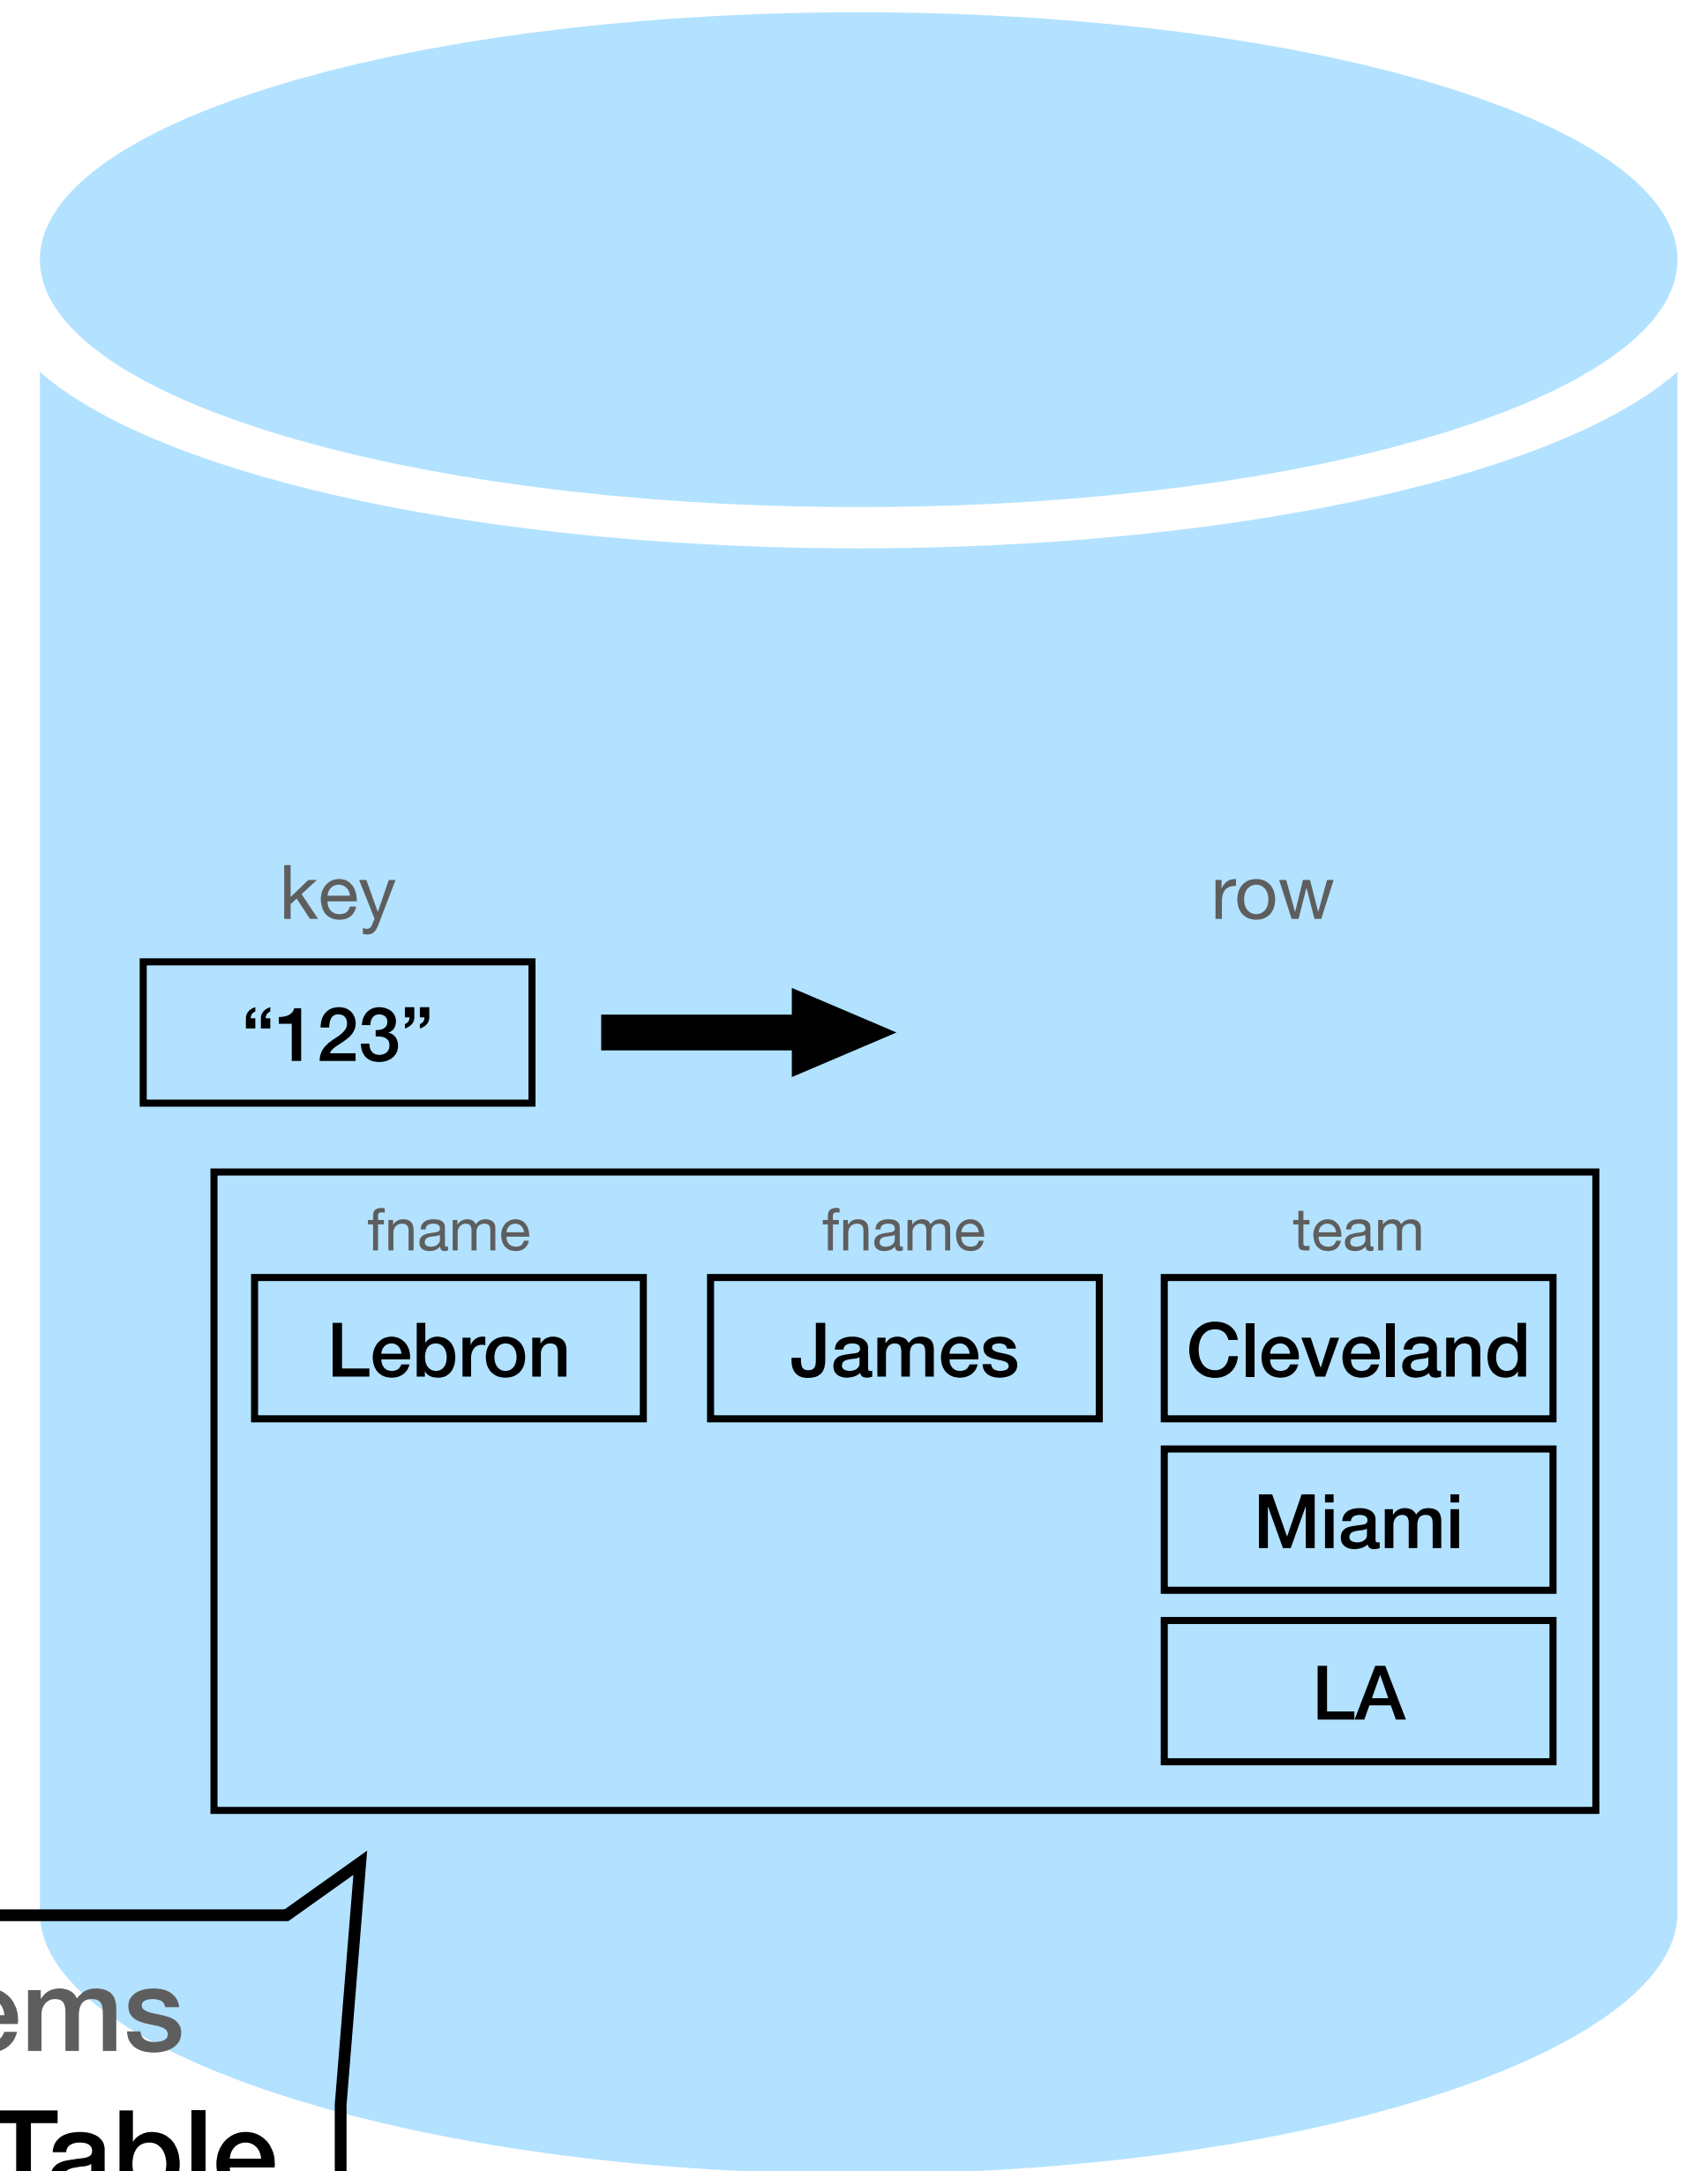 key row
“123”
fname fname team
Lebron James Cleveland
Miami
LA
ems
Table